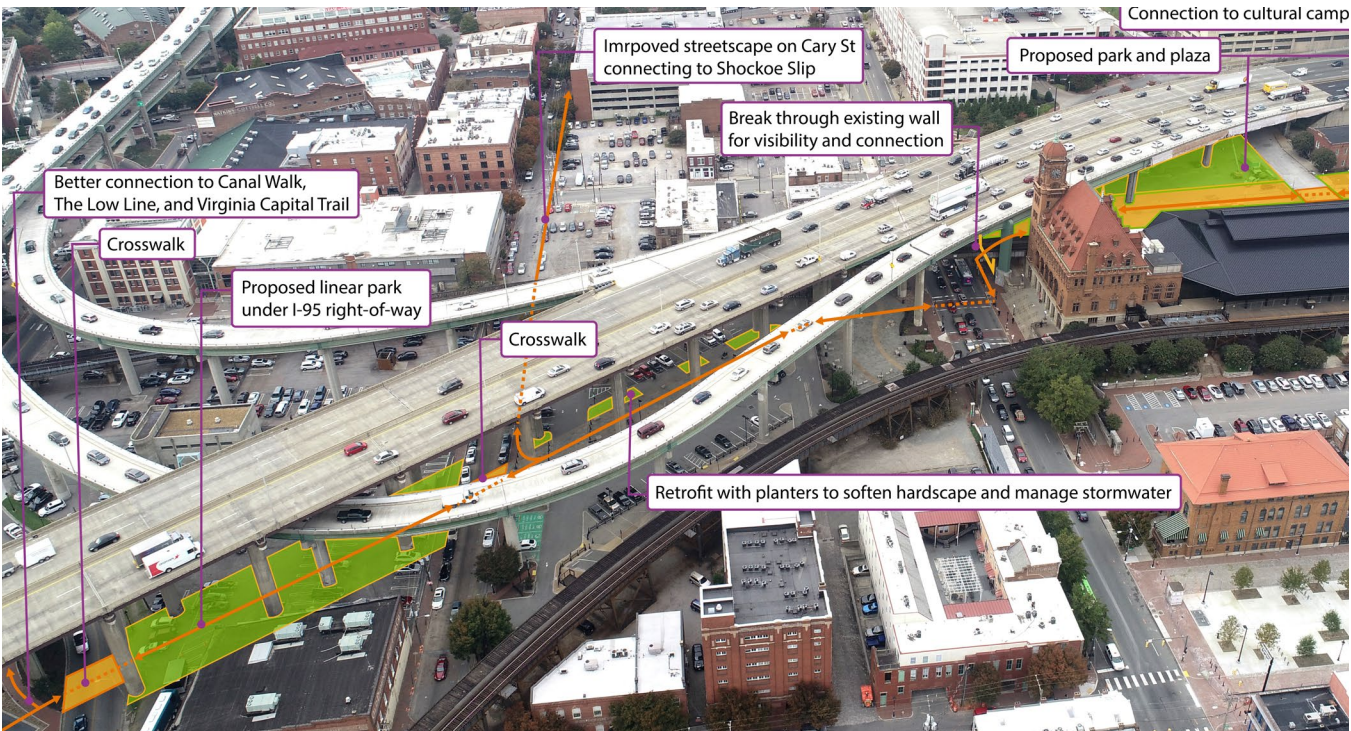 Connection to cultural camp
Imrpoved streetscape on Cary St
connecting to Shockoe Slip
Proposed park and plaza
Break through existing wall
for visibility and connection
Better connection to Canal Walk,
The Low Line, and Virginia Capital Trail
Crosswalk
Proposed linear park
under I-95 right-of-way
Crosswalk
Retrofit with planters to soften hardscape and manage stormwater